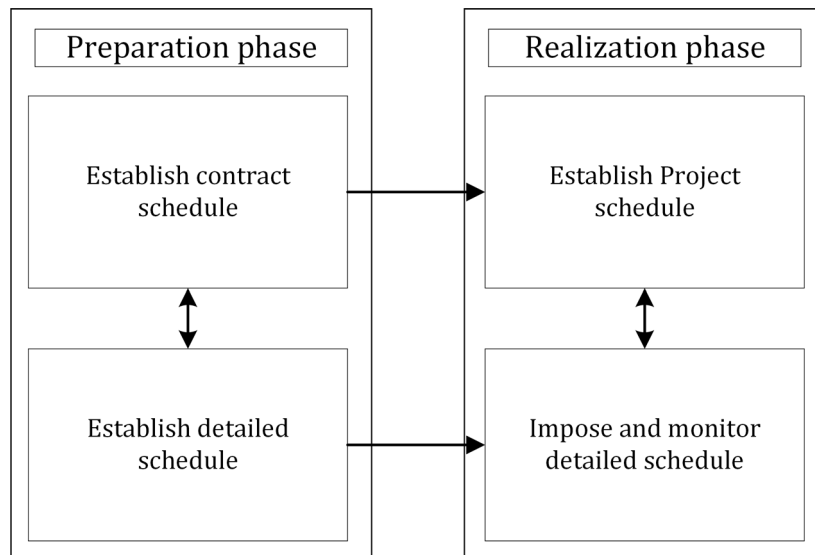 Preparation phase
Establish contract
schedule
Establish detailed
schedule
Realization phase
Establish Project
schedule
Impose and monitor
detailed schedule